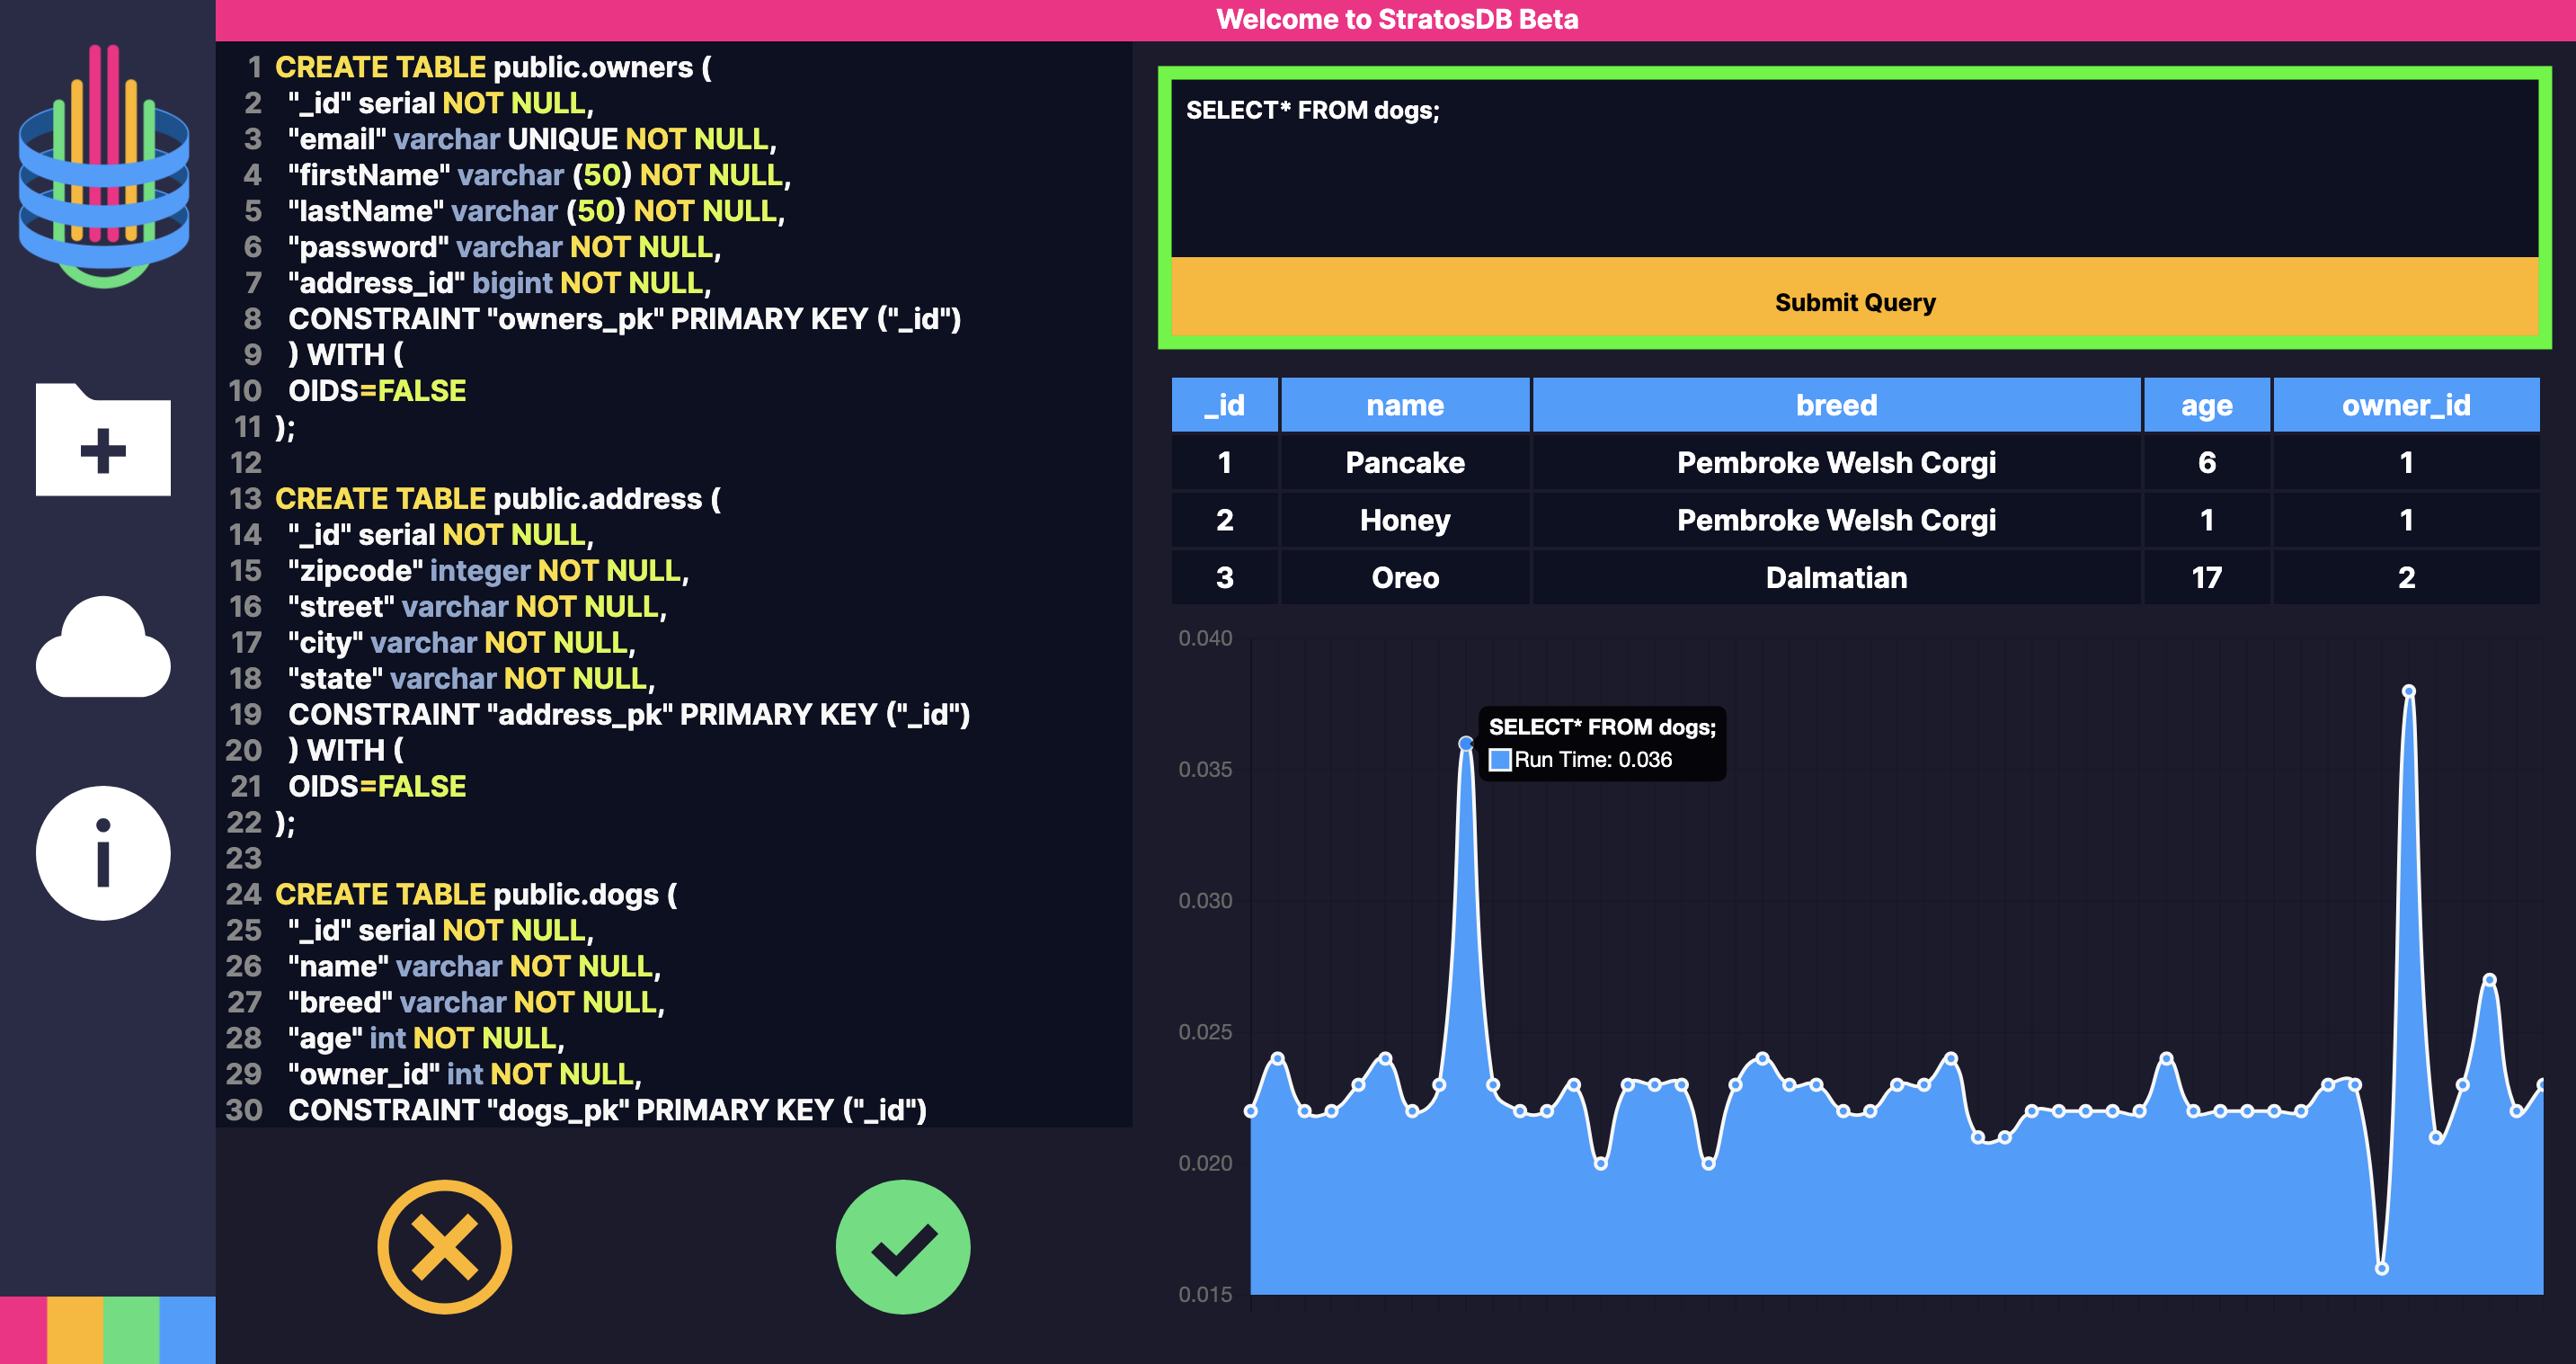 Welcome to StratosDB Beta
1 CREATE TABLE public.owners (
2 "_id" serial NOT NULL,
3 "email" varchar UNIQUE NOT NULL,
4 "firstName" varchar (50) NOT NULL,
5 "lastName" varchar (50) NOT NULL,
6 "password" varchar NOT NULL,
7 "address_id" bigint NOT NULL,
8 CONSTRAINT "owners_pk" PRIMARY KEY ("_id")
9 ) WITH (
10 OIDS=FALSE
11 );
12
13 CREATE TABLE public.address (
14 "_id" serial NOT NULL,
15 "zipcode" integer NOT NULL,
16 "street" varchar NOT NULL,
17 "city" varchar NOT NULL,
18 "state" varchar NOT NULL,
19 CONSTRAINT "address_pk" PRIMARY KEY ("_id")
20 ) WITH (
21 OIDS=FALSE
22 );
23
24 CREATE TABLE public.dogs (
25 "_id" serial NOT NULL,
26 "name" varchar NOT NULL,
27 "breed" varchar NOT NULL,
28 "age" int NOT NULL,
29 "owner_id" int NOT NULL,
30 CONSTRAINT "dogs_pk" PRIMARY KEY ("_id")
SELECT* FROM dogs;
Submit Query
_id name breed age owner_id
1 Pancake Pembroke Welsh Corgi 6 1
2 Honey Pembroke Welsh Corgi 1 1
3 Oreo Dalmatian 17 2
0.040
SELECT* FROM dogs;
Run Time: 0.036
0.035
0.030
0.025
0.020
0.015